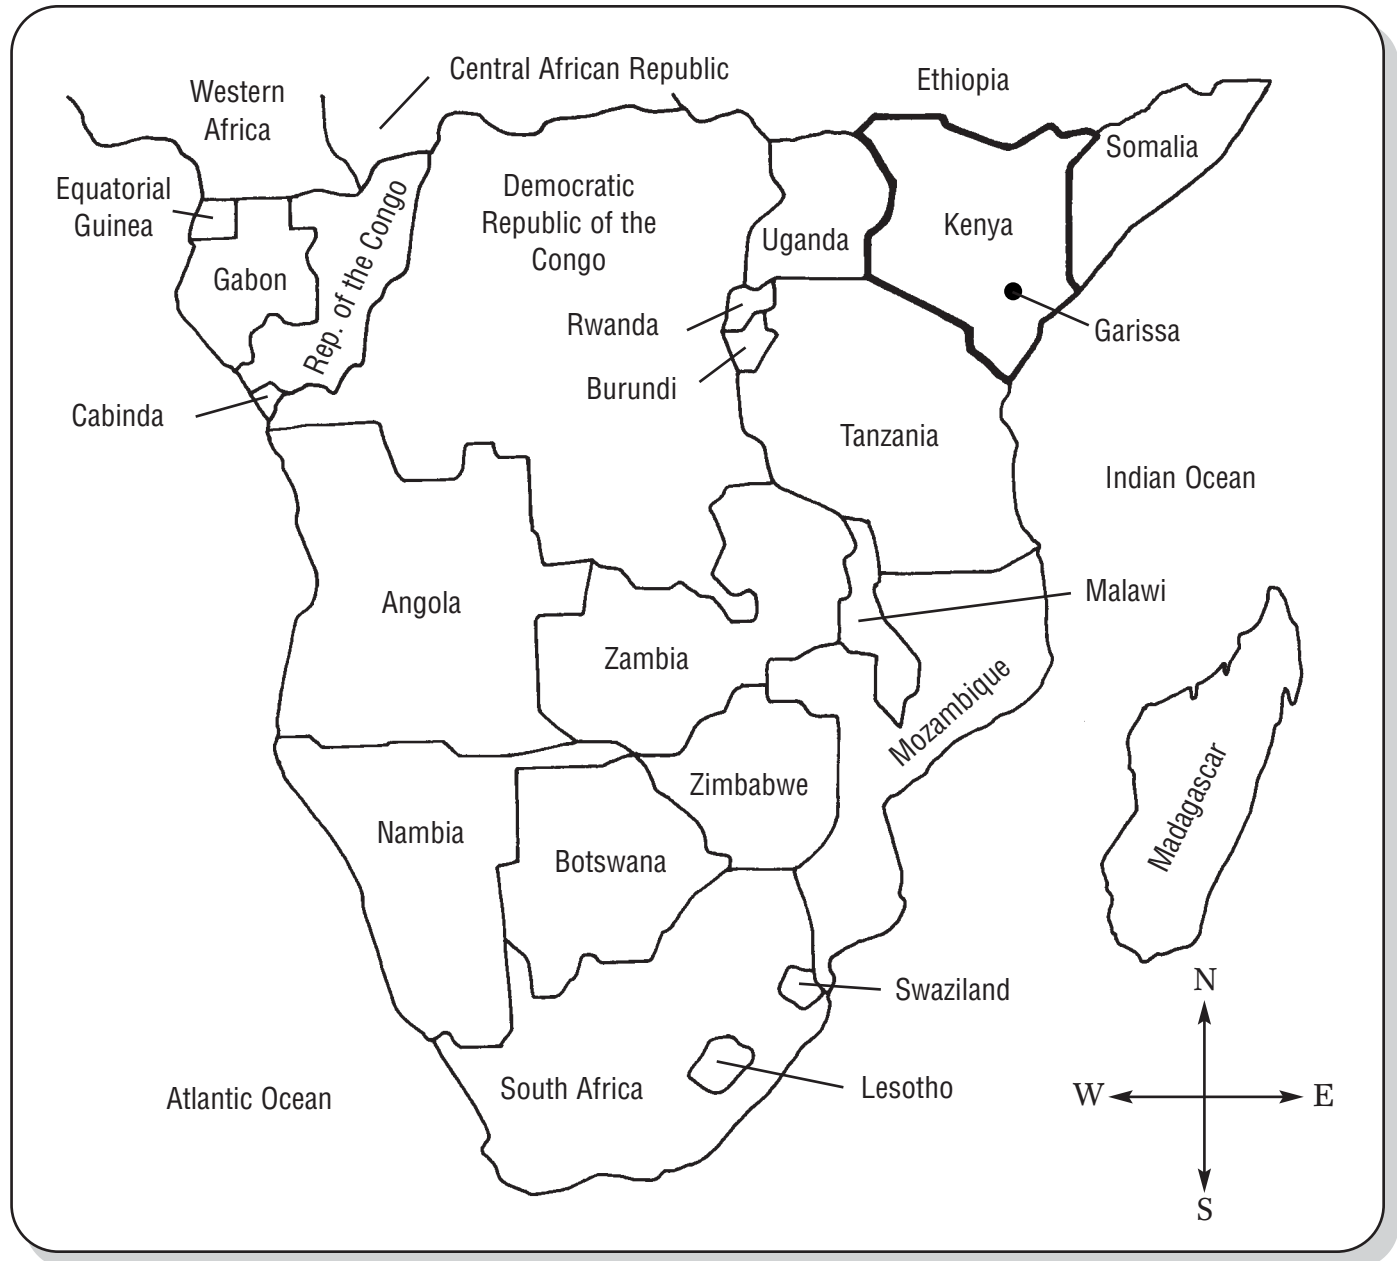 Central African Republic
Ethiopia
Western
Africa
Somalia
Equatorial
Guinea
Democratic
Republic of the
Congo
Rep. of the Congo
Uganda
Kenya
Gabon
Rwanda
Garissa
Burundi
Cabinda
Tanzania
Indian Ocean
Angola
Malawi
Zambia
Mozambique
Zimbabwe
Madagascar
Nambia
Botswana
Swaziland
N
South Africa
Lesotho
Atlantic Ocean
W
E
S